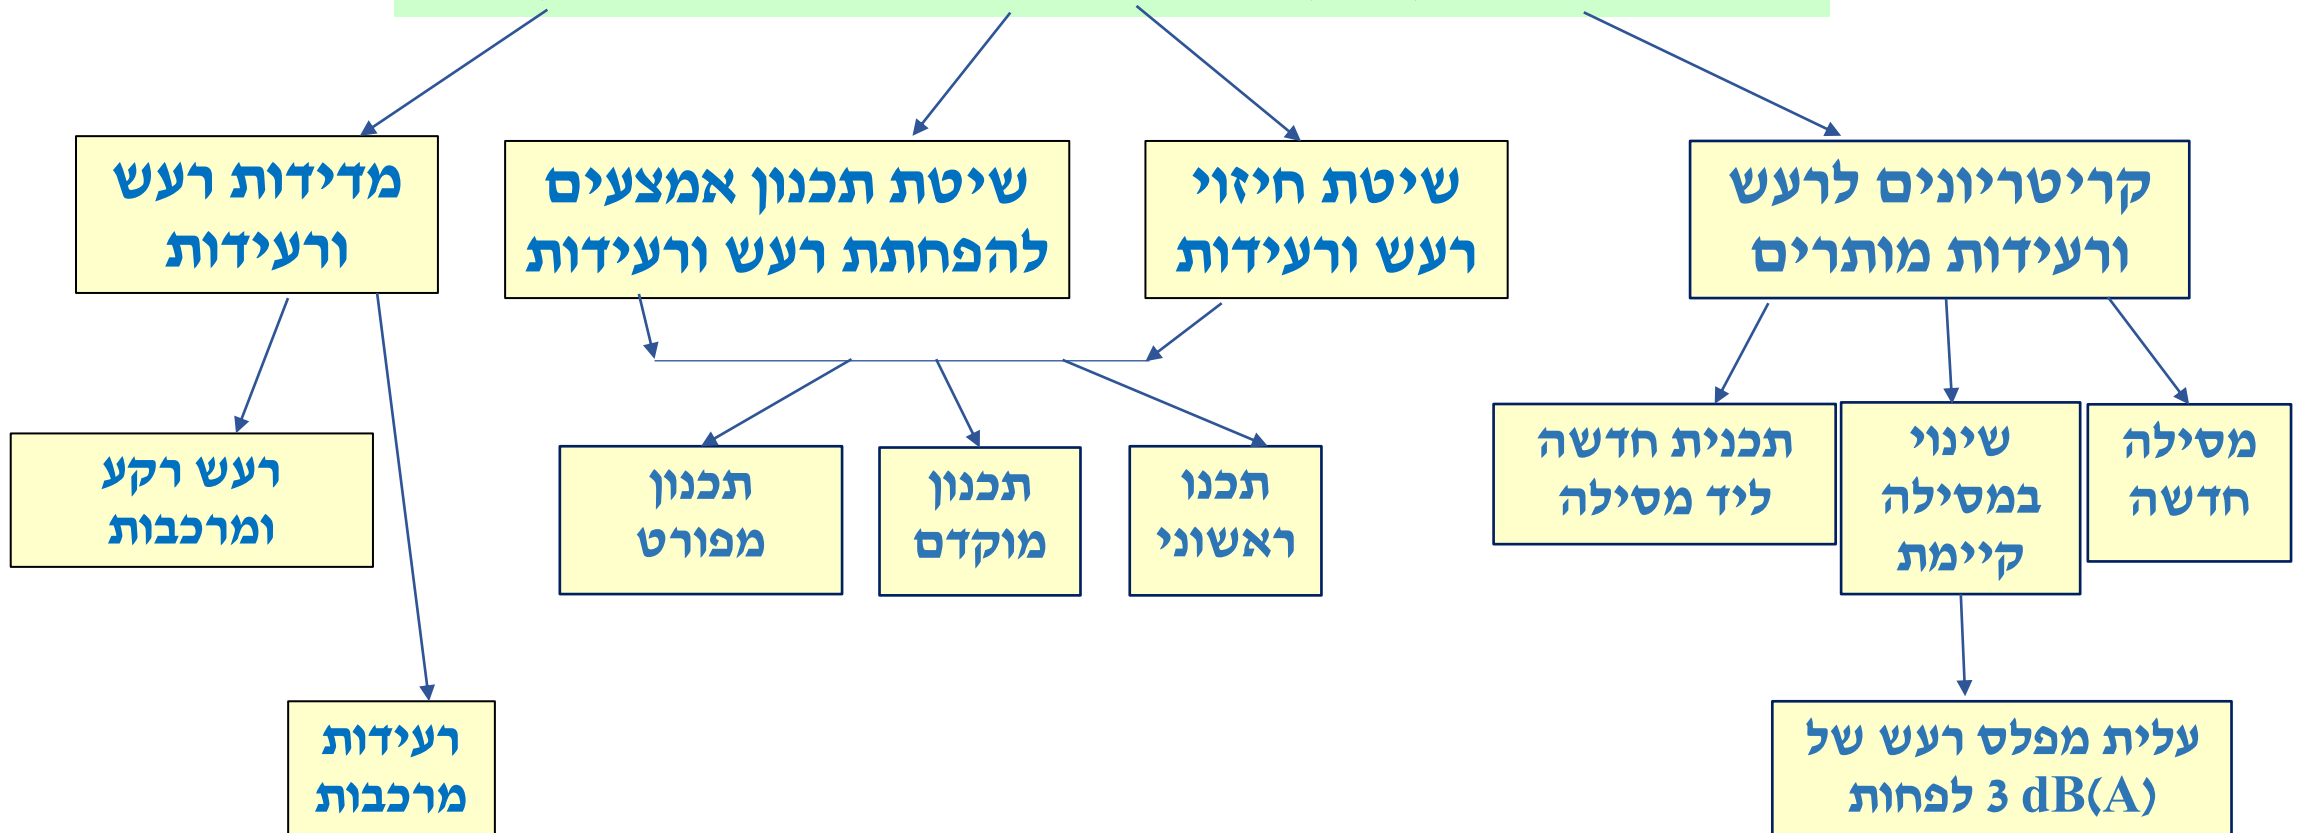 קריטריונים לרעש
ורעידות מותרים
שיטת חיזוי
רעש ורעידות
שיטת תכנון אמצעים
להפחתת רעש ורעידות
מדידות רעש
ורעידות
מסילה
חדשה
שינוי
במסילה
קיימת
תכנית חדשה
ליד מסילה
תכנו
ראשוני
תכנון
מוקדם
תכנון
מפורט
רעש רקע
ומרכבות
עלית מפלס רעש של
3 dB(A) לפחות
רעידות
מרכבות